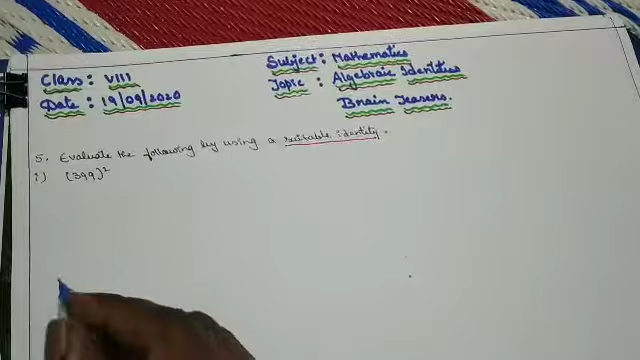 Class: VIII
Date: 19/09/2020
Subject: Mathematics
Topic: Algebraic Identities
Brain Teasers.
5. Evaluate the following by using a suitable identity.
i) (399)²